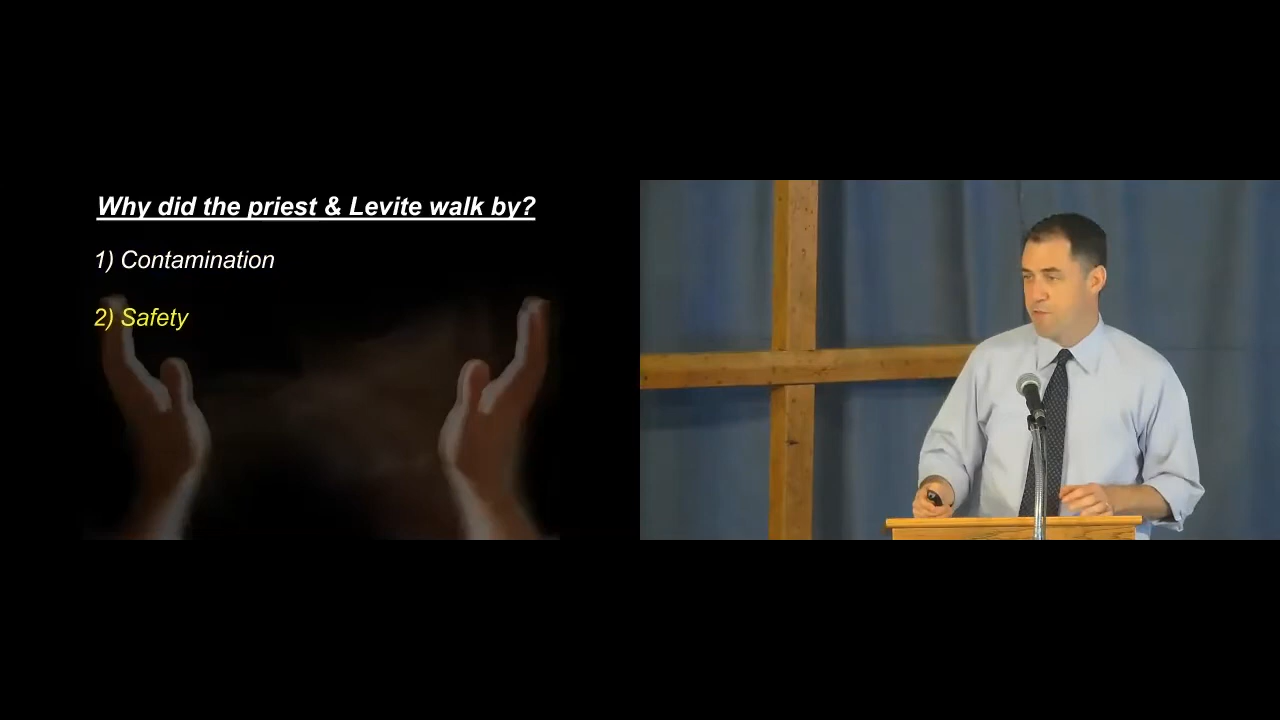 Why did the priest & Levite walk by?
1) Contamination
2) Safety